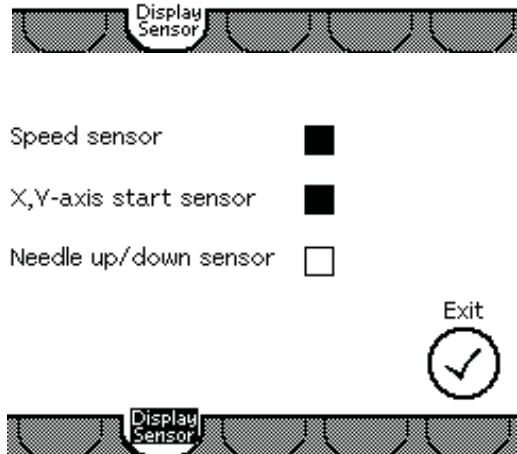 Display
Sensor
Speed sensor
X,Y-axis start sensor
Needle up/down sensor
Exit
Display
Sensor